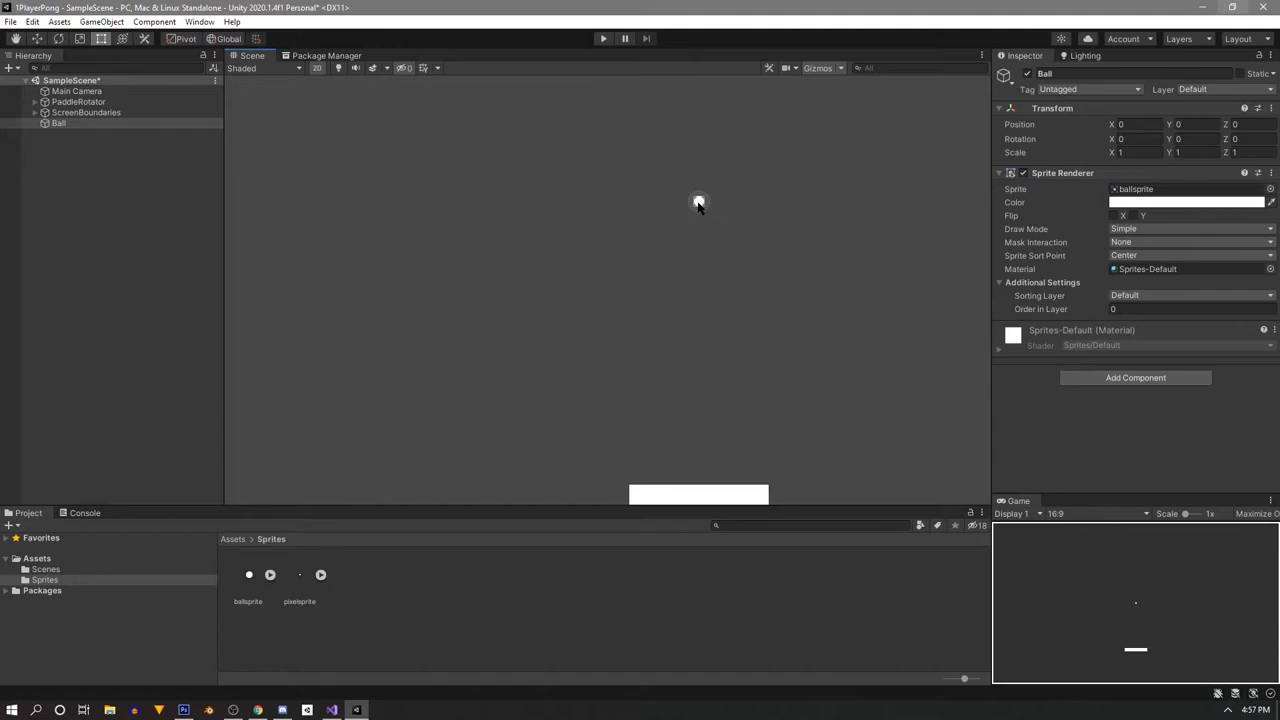 1PlayerPong - SampleScene - PC, Mac & Linux Standalone - Unity 2020.1.4f1 Personal* <DX11>
File Edit Assets GameObject Component Window Help
Pivot Global Account Layers Layout
Hierarchy Scene Package Manager Inspector Lighting
All Shaded 2D 0 Gizmos All
SampleScene*
Main Camera
PaddleRotator
ScreenBoundaries
Ball
Ball Static
Tag Untagged Layer Default
Transform
Position X 0 Y 0 Z 0
Rotation X 0 Y 0 Z 0
Scale X 1 Y 1 Z 1
Sprite Renderer
Sprite ballsprite
Color
Flip X Y
Draw Mode Simple
Mask Interaction None
Sprite Sort Point Center
Material Sprites-Default
Additional Settings
Sorting Layer Default
Order in Layer 0
Sprites-Default (Material)
Shader Sprites/Default
Add Component
Game
Display 1 16:9 Scale 1x Maximize O
Project Console
18
Favorites
Assets
Scenes
Sprites
Packages
Assets > Sprites
ballsprite pixelsprite
4:57 PM